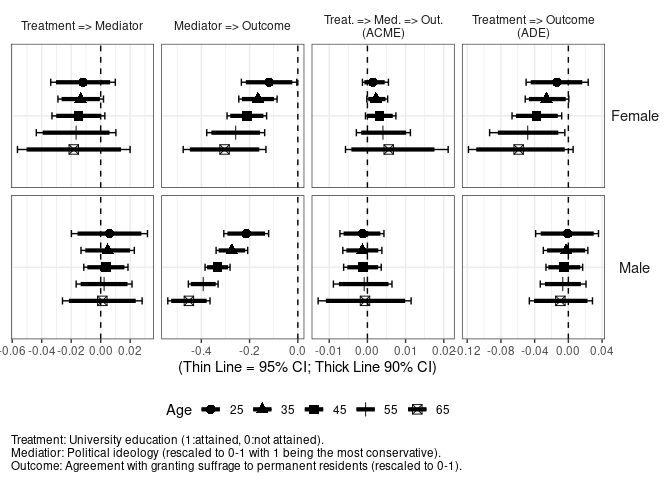 Treatment => Mediator
Mediator => Outcome
Treat. => Med. => Out.
(ACME)
Treatment => Outcome
(ADE)
Female
Male
-0.06 -0.04 -0.02 0.00 0.02
-0.4 -0.2 0.0
-0.01 0.00 0.01 0.02
-0.12 -0.08 -0.04 0.00 0.04
(Thin Line = 95% CI; Thick Line 90% CI)
Age 25 35 45 55 65
Treatment: University education (1:attained, 0:not attained).
Mediator: Political ideology (rescaled to 0-1 with 1 being the most conservative).
Outcome: Agreement with granting suffrage to permanent residents (rescaled to 0-1).